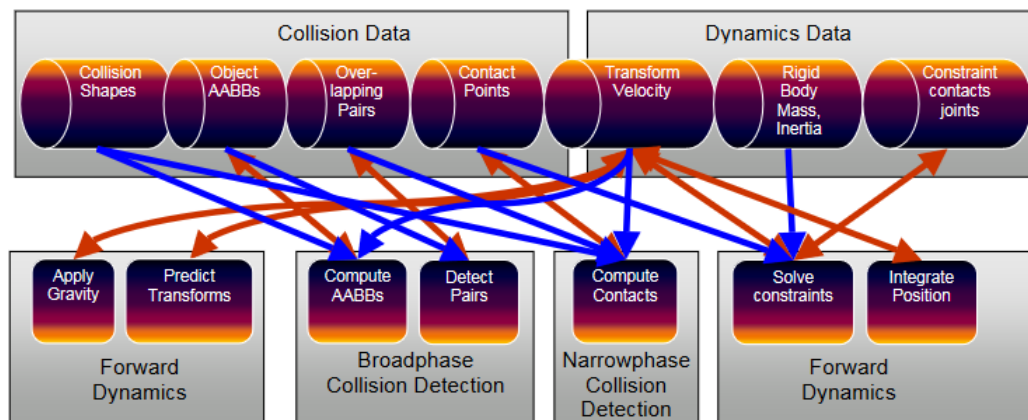 Collision Data
Dynamics Data
Collision
Shapes
Object
AABBs
Over-
lapping
Pairs
Contact
Points
Transform
Velocity
Rigid
Body
Mass,
Inertia
Constraint
contacts
joints
Apply
Gravity
Predict
Transforms
Compute
AABBs
Detect
Pairs
Compute
Contacts
Solve
constraints
Integrate
Position
Forward
Dynamics
Broadphase
Collision Detection
Narrowphase
Collision
Detection
Forward
Dynamics